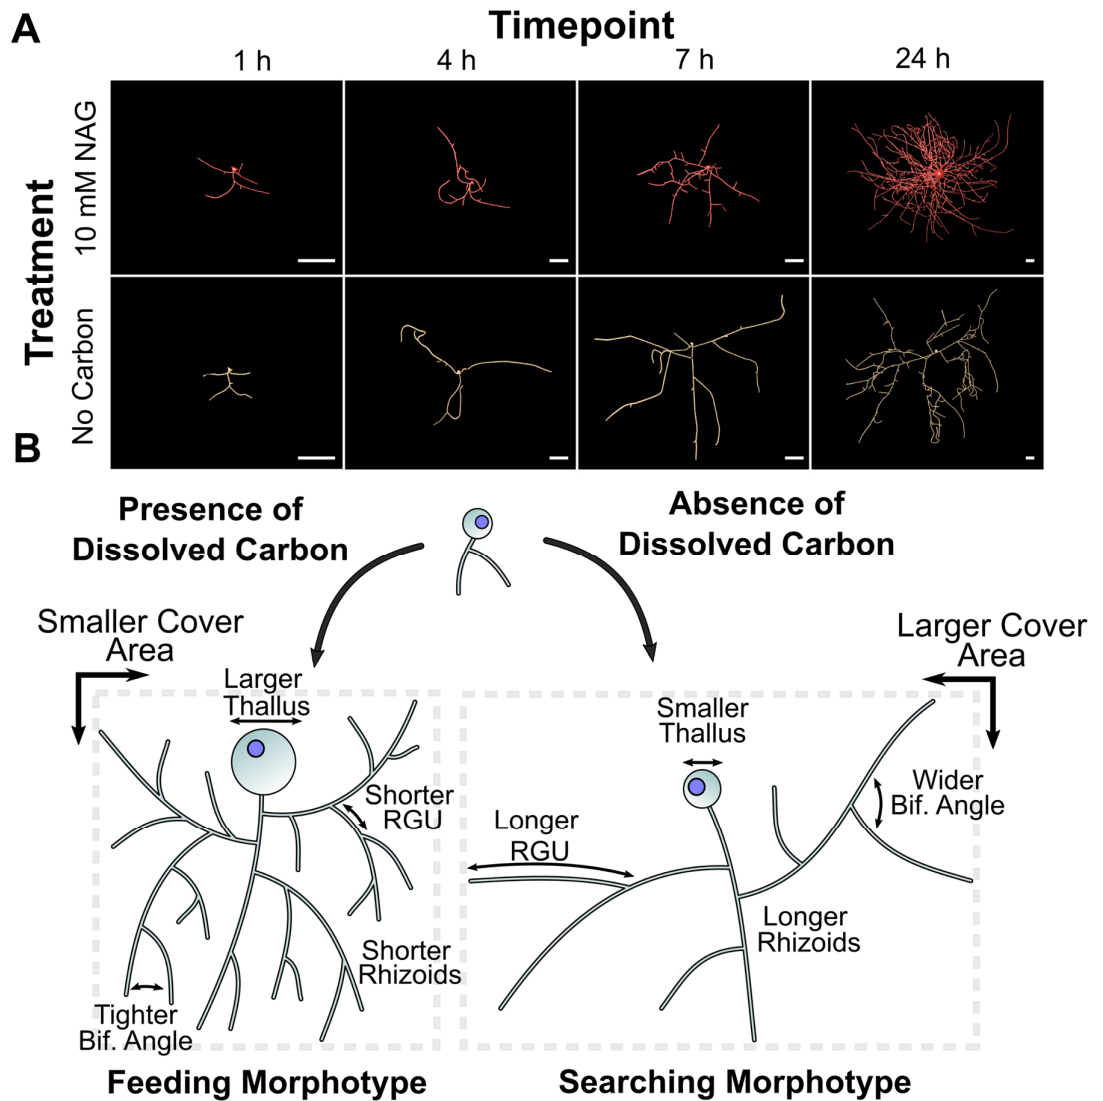 A
Timepoint
1 h
4 h
7 h
24 h
Treatment
10 mM NAG
No Carbon
B
Presence of
Dissolved Carbon
Absence of
Dissolved Carbon
Smaller Cover
Area
Larger Cover
Area
Larger
Thallus
Shorter
RGU
Shorter
Rhizoids
Tighter
Bif. Angle
Smaller
Thallus
Wider
Bif. Angle
Longer
RGU
Longer
Rhizoids
Feeding Morphotype
Searching Morphotype